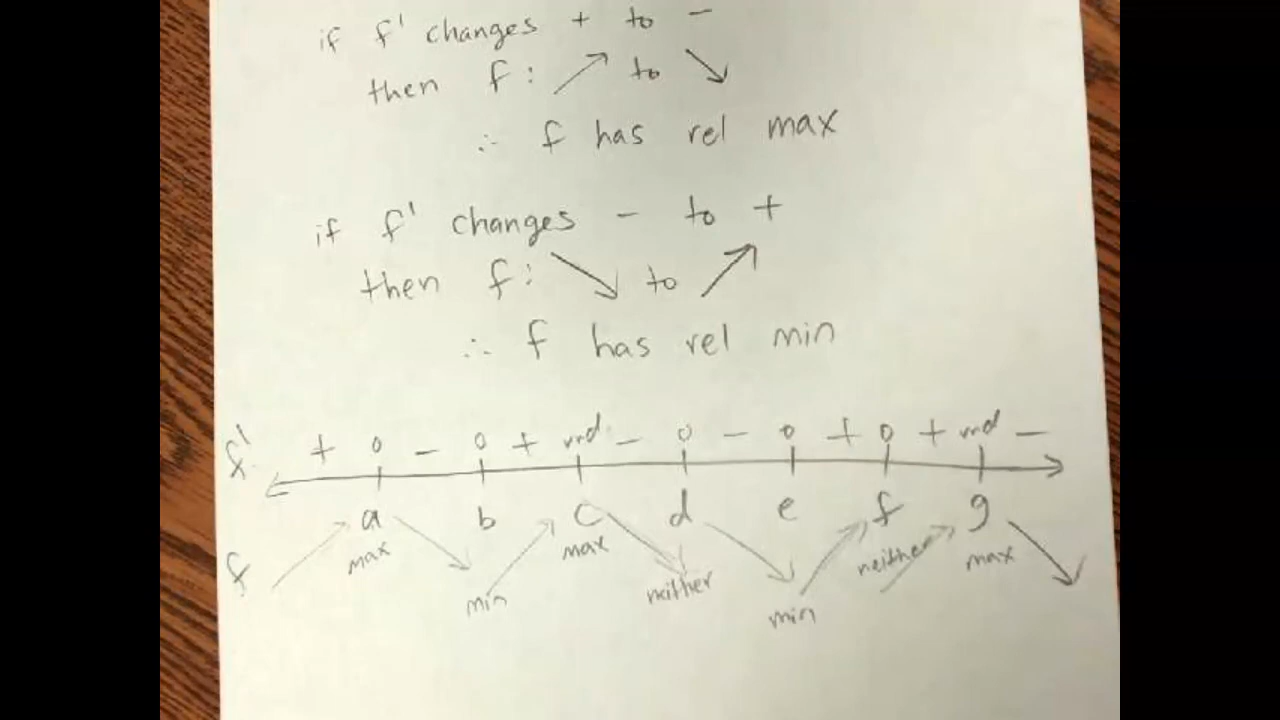 if f' changes + to −
then f: ↗ to ↘
∴ f has rel max
if f' changes − to +
then f: ↘ to ↗
∴ f has rel min
f' + 0 − 0 + und − 0 − 0 + 0 + und −
a b c d e f g
f ↗ max ↘ min ↗ max ↘ neither ↘ min ↗ neither ↗ max ↘